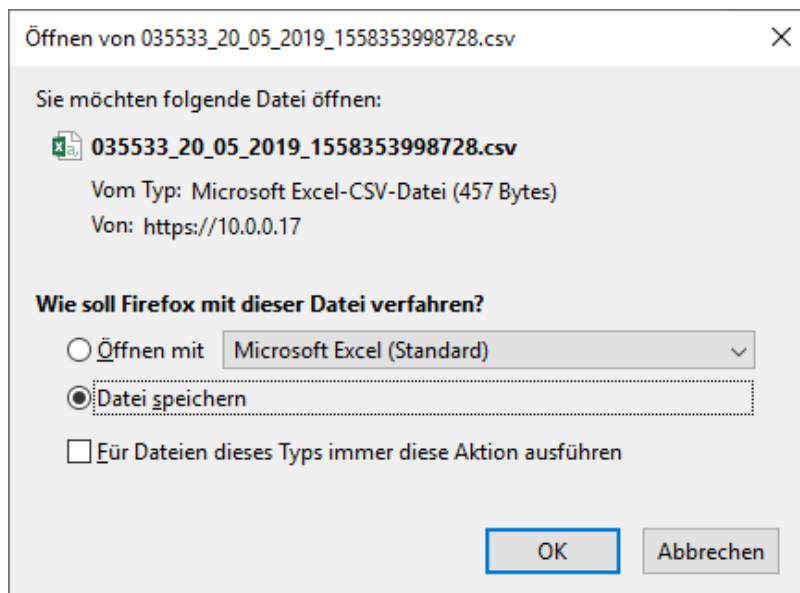 Öffnen von 035533_20_05_2019_1558353998728.csv
Sie möchten folgende Datei öffnen:
035533_20_05_2019_1558353998728.csv
Vom Typ: Microsoft Excel-CSV-Datei (457 Bytes)
Von: https://10.0.0.17
Wie soll Firefox mit dieser Datei verfahren?
Öffnen mit Microsoft Excel (Standard)
Datei speichern
Für Dateien dieses Typs immer diese Aktion ausführen
OK Abbrechen